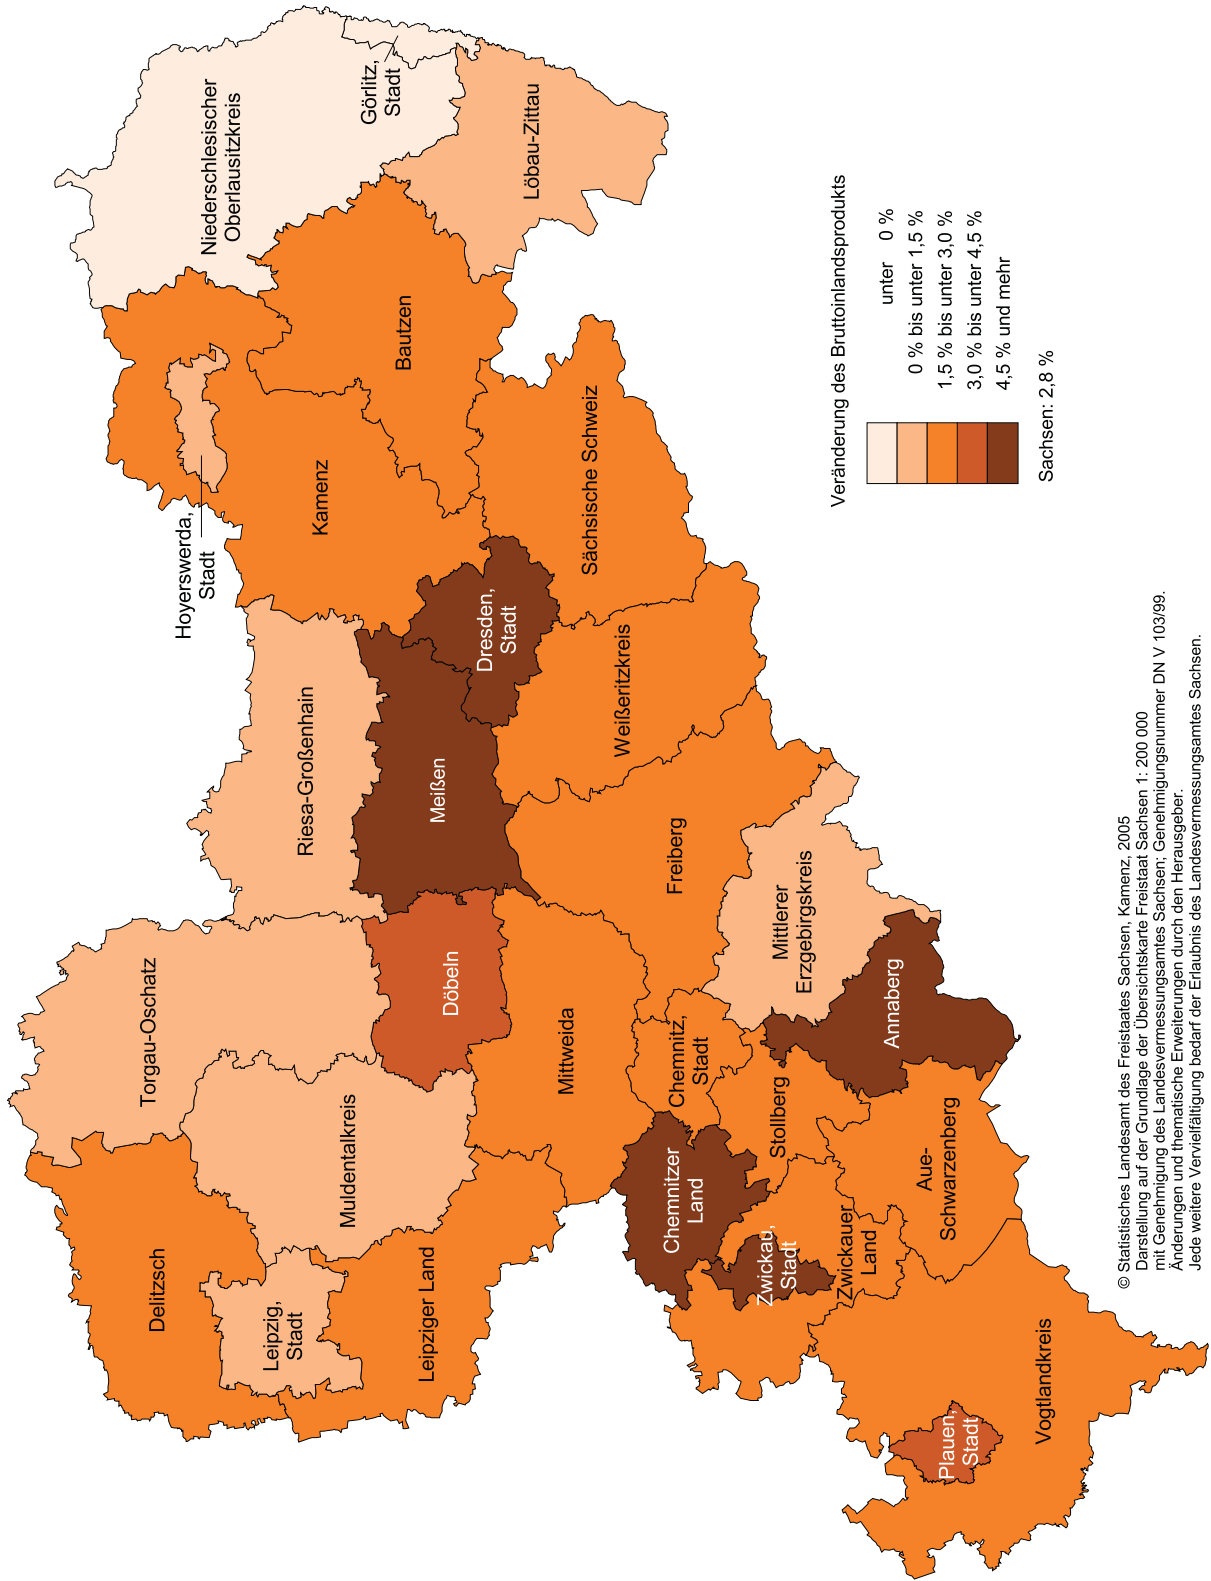 Torgau-Oschatz
Delitzsch
Leipzig,
Stadt
Muldentalkreis
Leipziger Land
Döbeln
Riesa-Großenhain
Meißen
Hoyerswerda,
Stadt
Kamenz
Niederschlesischer
Oberlausitzkreis
Görlitz,
Stadt
Bautzen
Löbau-Zittau
Dresden,
Stadt
Sächsische Schweiz
Weißeritzkreis
Freiberg
Mittweida
Chemnitz,
Stadt
Mittlerer
Erzgebirgskreis
Annaberg
Stollberg
Chemnitzer
Land
Zwickau,
Stadt
Zwickauer
Land
Aue-
Schwarzenberg
Plauen,
Stadt
Vogtlandkreis
Veränderung des Bruttoinlandsprodukts
unter 0 %
0 % bis unter 1,5 %
1,5 % bis unter 3,0 %
3,0 % bis unter 4,5 %
4,5 % und mehr
Sachsen: 2,8 %
© Statistisches Landesamt des Freistaates Sachsen, Kamenz, 2005
Darstellung auf der Grundlage der Übersichtskarte Freistaat Sachsen 1: 200 000
mit Genehmigung des Landesvermessungsamtes Sachsen; Genehmigungsnummer DN V 103/99.
Änderungen und thematische Erweiterungen durch den Herausgeber.
Jede weitere Vervielfältigung bedarf der Erlaubnis des Landesvermessungsamtes Sachsen.